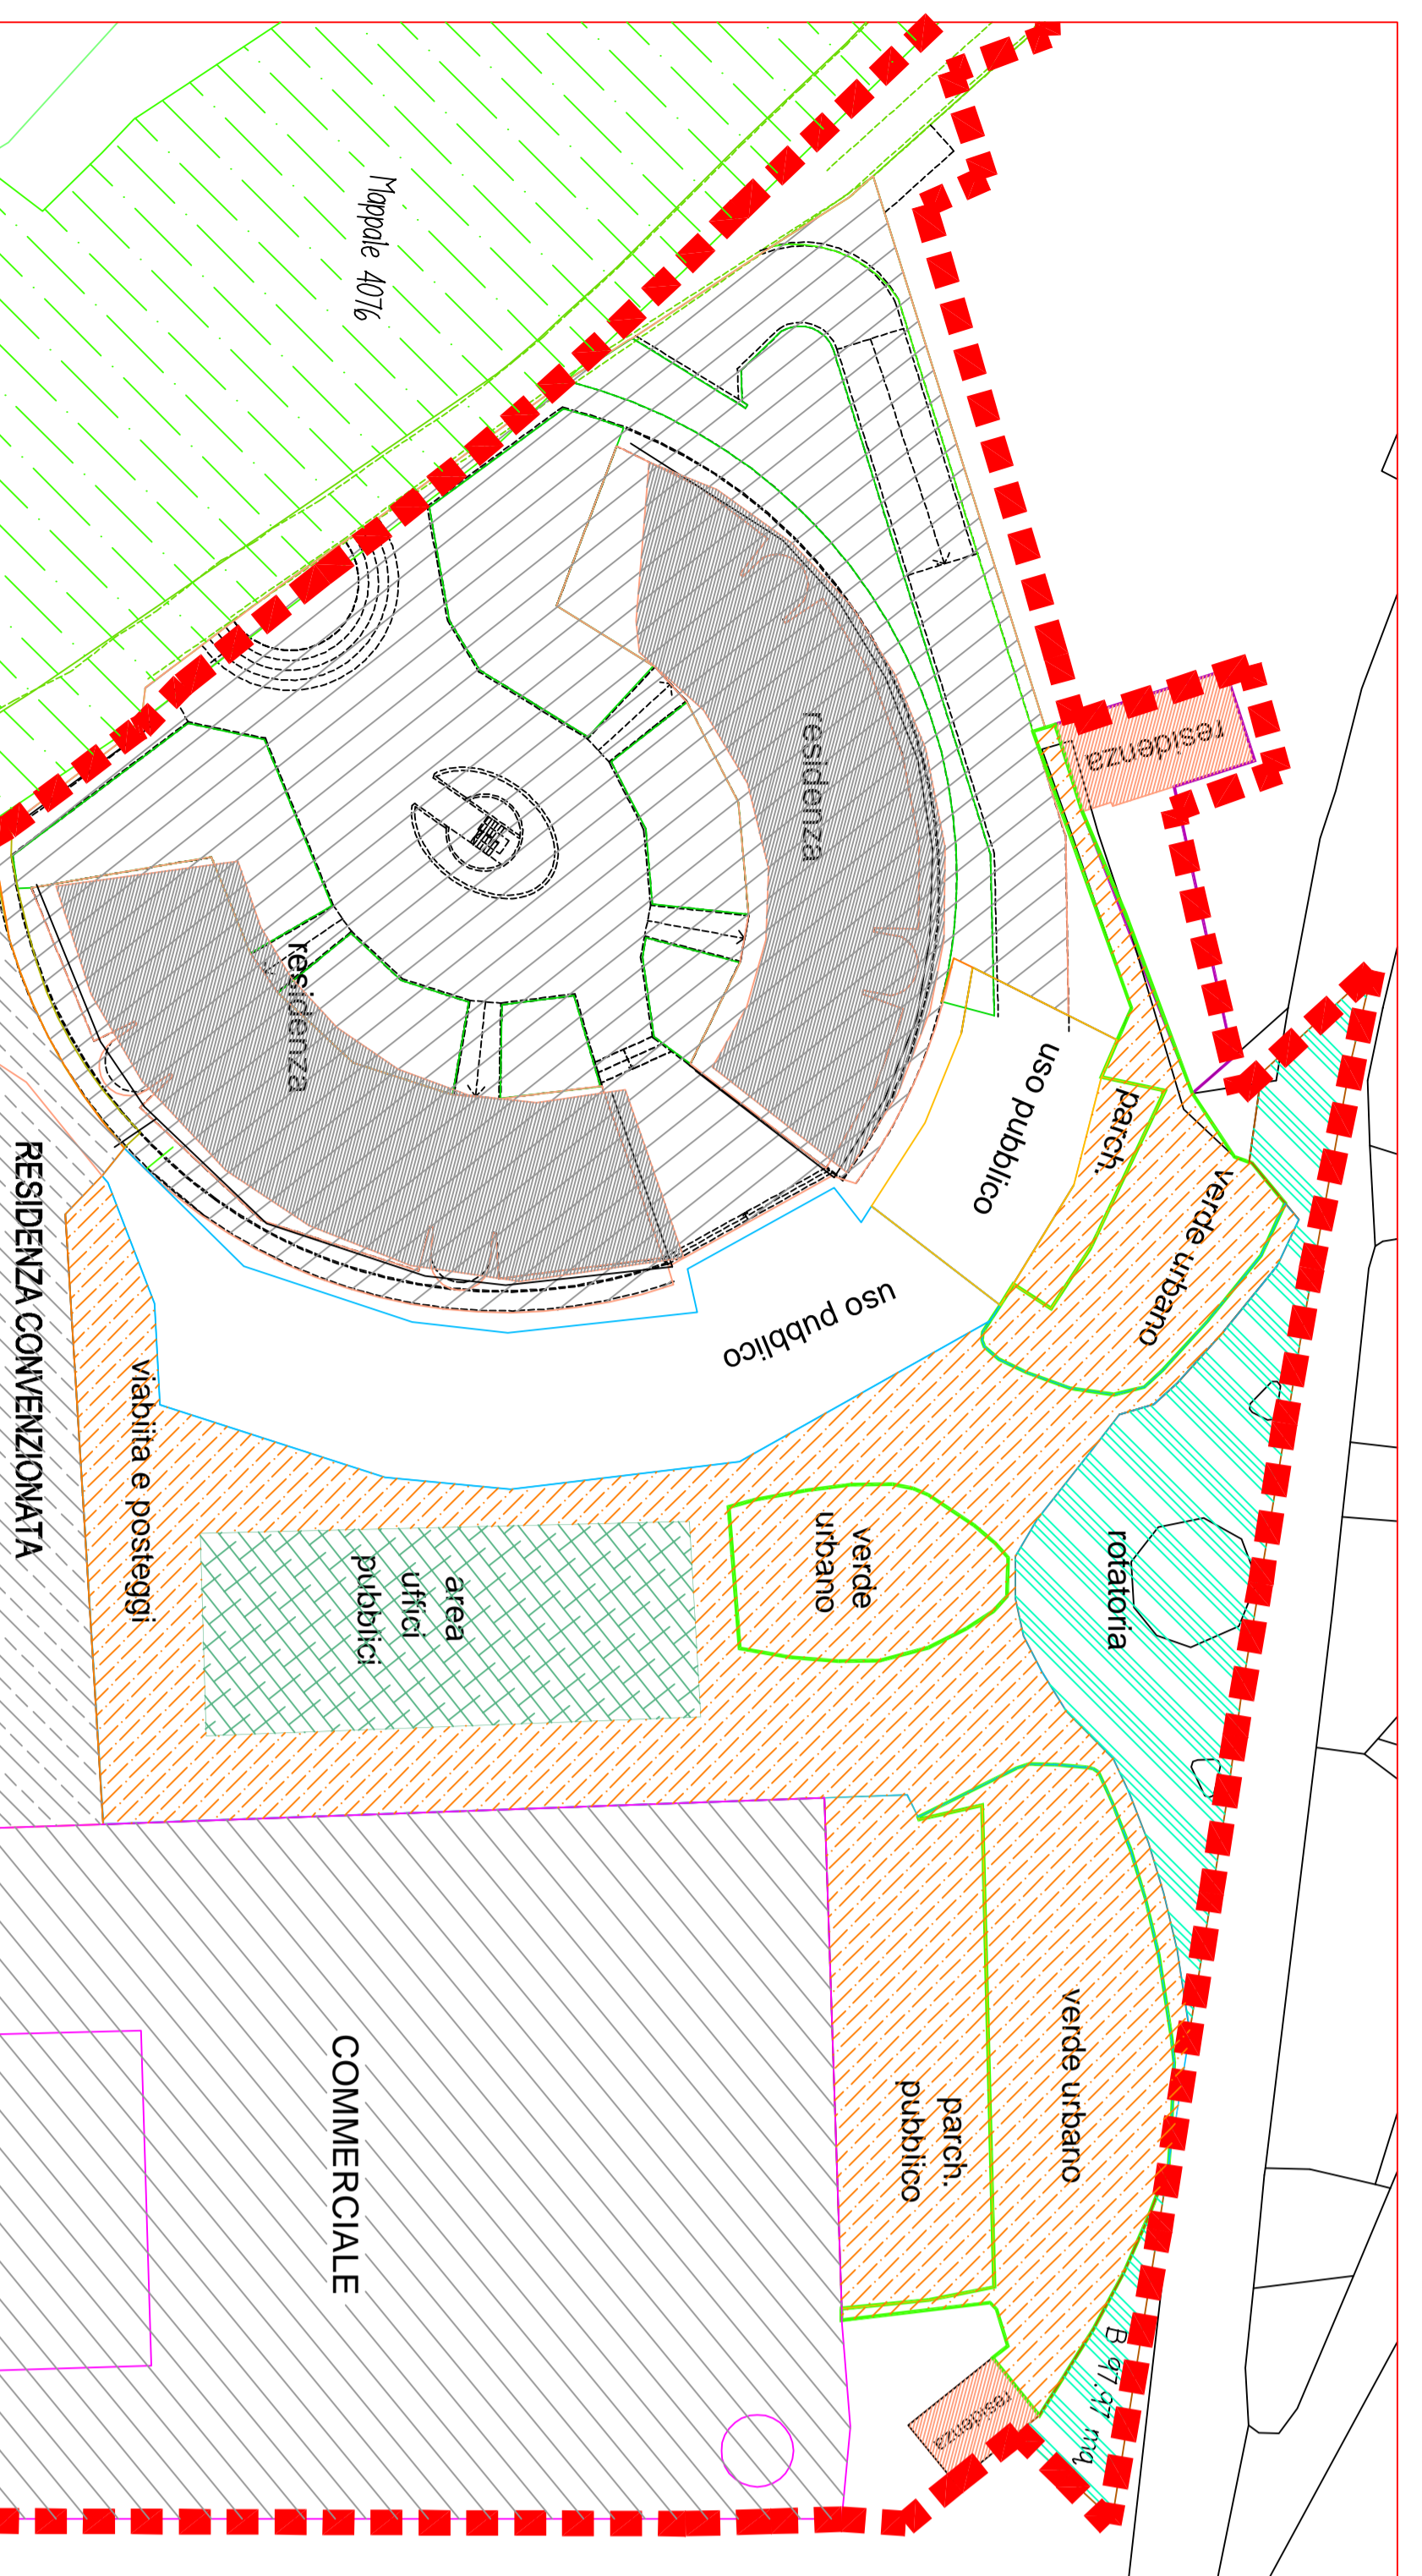 Mappale 4076
residenza
residenza
residenza
uso pubblico
parch.
verde urbano
uso pubblico
RESIDENZA CONVENZIONATA
viabilita e posteggi
area
uffici
pubblici
verde
urbano
rotatoria
verde urbano
parch.
pubblico
COMMERCIALE
residenza
B 97.97 mq